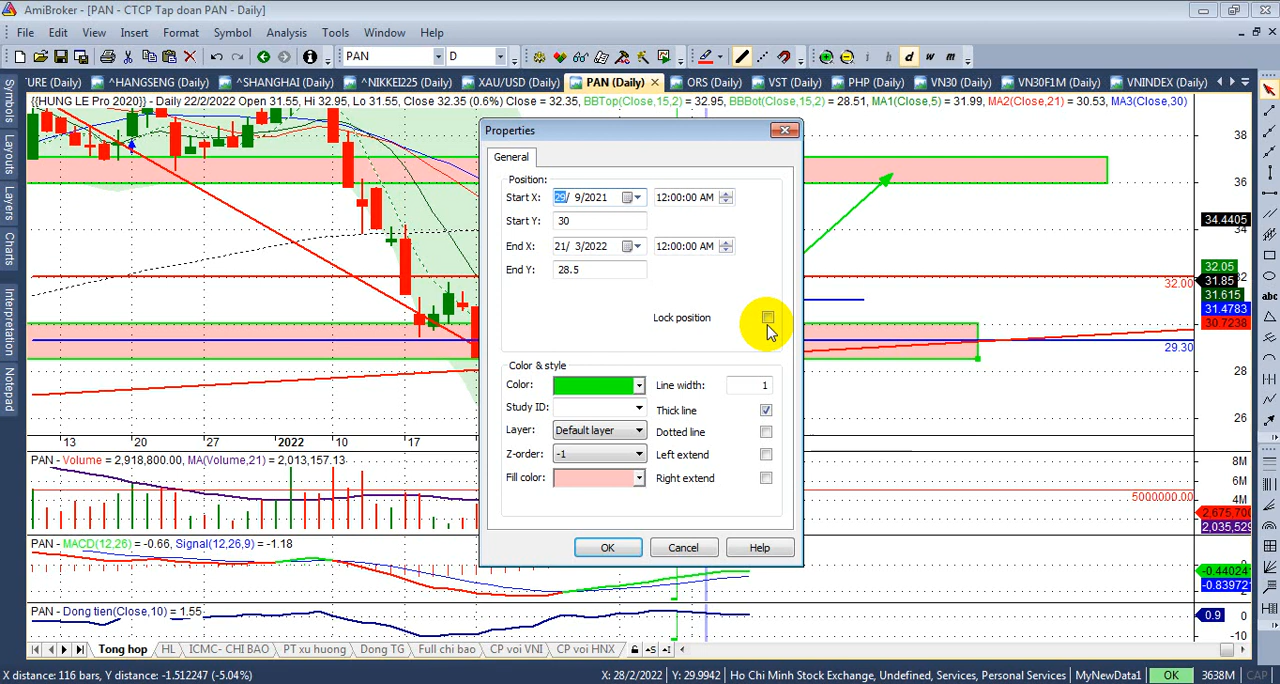 AmiBroker - [PAN - CTCP Tap doan PAN - Daily]
File Edit View Insert Format Symbol Analysis Tools Window Help
PAN D i h d w m
'URE (Daily) ^HANGSENG (Daily) ^SHANGHAI (Daily) ^NIKKEI225 (Daily) XAU/USD (Daily) PAN (Daily) ORS (Daily) VST (Daily) PHP (Daily) VN30 (Daily) VN30F1M (Daily) VNINDEX (Daily)
{{HUNG LE Pro 2020}} - Daily 22/2/2022 Open 31.55, Hi 32.95, Lo 31.55, Close 32.35 (0.6%) Close = 32.35, BBTop(Close,15,2) = 32.95, BBBot(Close,15,2) = 28.51, MA1(Close,5) = 31.99, MA2(Close,21) = 30.53, MA3(Close,30)
Symbols
Layouts
Layers
Charts
Interpretation
Notepad
Properties
General
Position:
Start X: 29/ 9/2021 12:00:00 AM
Start Y: 30
End X: 21/ 3/2022 12:00:00 AM
End Y: 28.5
Lock position
Color & style
Color: Line width: 1
Study ID: Thick line
Layer: Default layer Dotted line
Z-order: -1 Left extend
Fill color: Right extend
OK Cancel Help
38
36
34.4405
34
32.05
31.85 32
32.00
31.615
31.4783
30.7238
29.30
28
26
13 20 27 2022 10 17
PAN - Volume = 2,918,800.00, MA(Volume,21) = 2,013,157.13
8M
6M
5000000.00
4M
2,675,700
2,035,529
PAN - MACD(12,26) = -0.66, Signal(12,26,9) = -1.18
-0.440241
-0.839721
PAN - Dong tien(Close,10) = 1.55
0.9 0
-10
Tong hop HL ICMC- CHI BAO PT xu huong Dong TG Full chi bao CP voi VNI CP voi HNX
X distance: 116 bars, Y distance: -1.512247 (-5.04%) X: 28/2/2022 Y: 29.9942 Ho Chi Minh Stock Exchange, Undefined, Services, Personal Services MyNewData1 OK 3638M CAP
abc